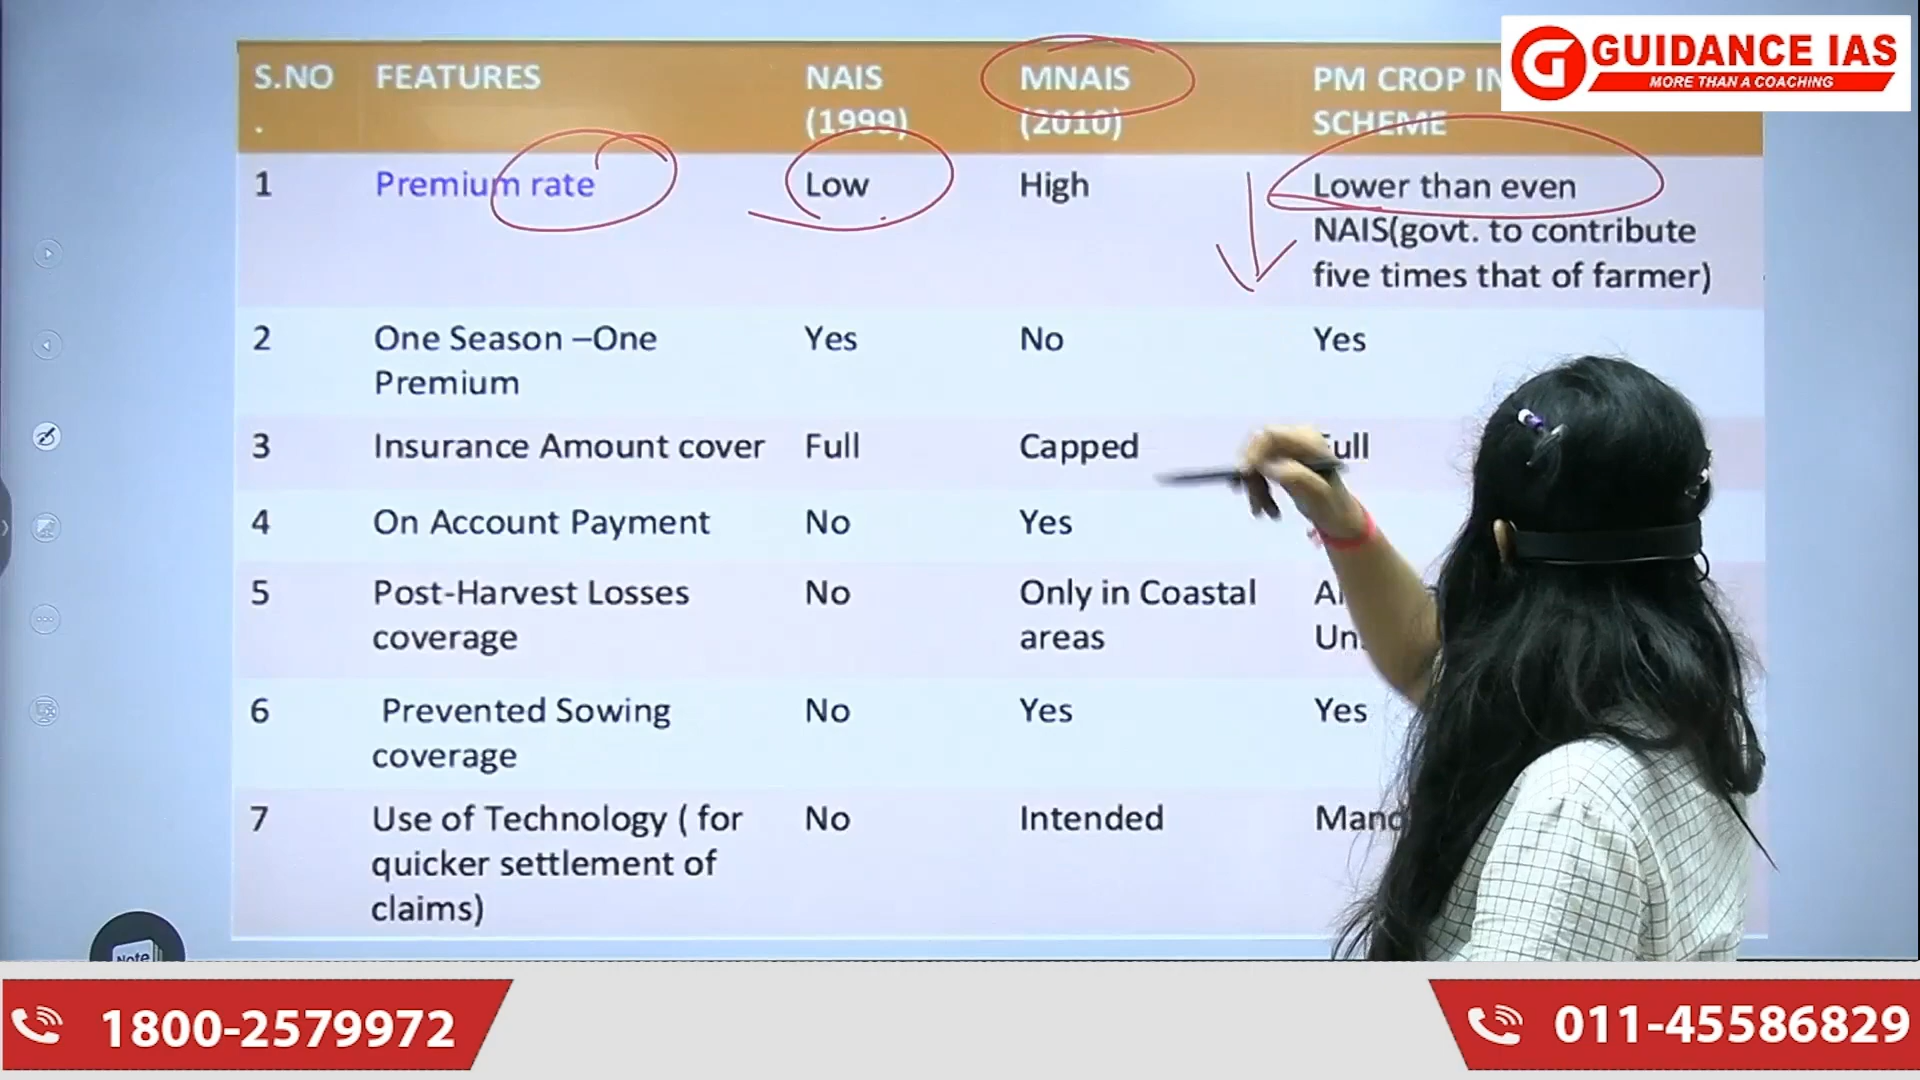 GUIDANCE IAS
MORE THAN A COACHING
S.NO FEATURES NAIS MNAIS PM CROP IN
. (1999) (2010) SCHEME
1 Premium rate Low High Lower than even
NAIS(govt. to contribute
five times that of farmer)
2 One Season –One Yes No Yes
Premium
3 Insurance Amount cover Full Capped Full
4 On Account Payment No Yes
5 Post-Harvest Losses No Only in Coastal
coverage areas
6 Prevented Sowing No Yes Yes
coverage
7 Use of Technology ( for No Intended
quicker settlement of
claims)
Note
1800-2579972
011-45586829